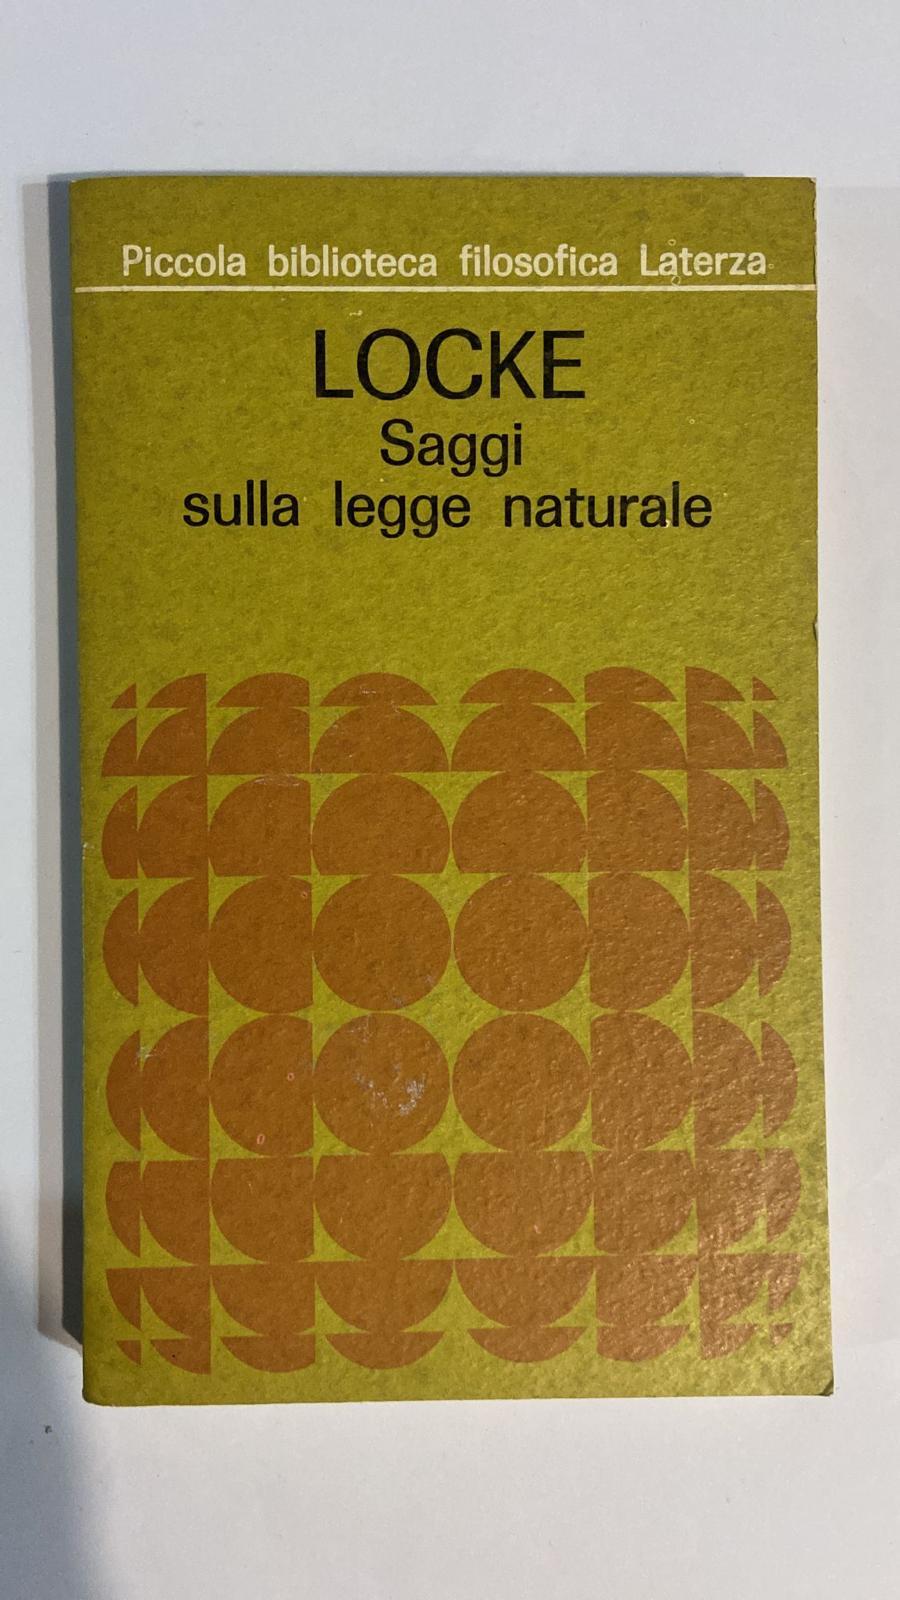 Piccola biblioteca filosofica Laterza
LOCKE
Saggi
sulla legge naturale